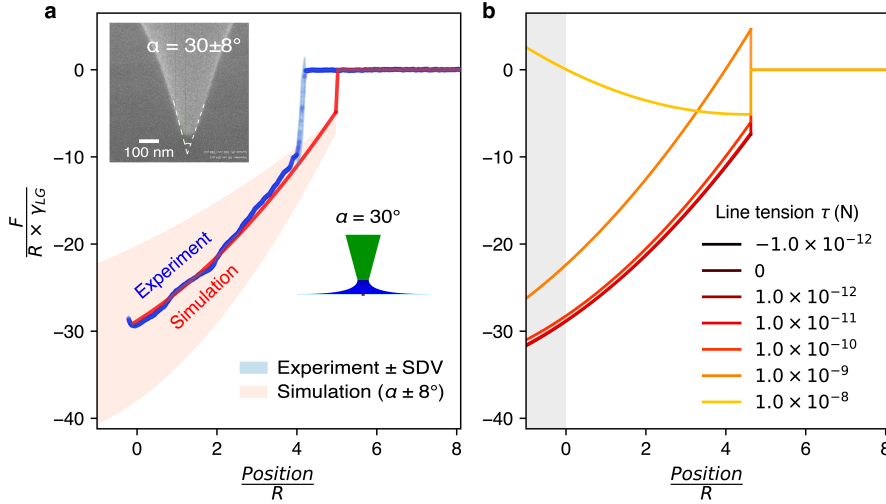 a
α = 30±8°
100 nm
0
−10
−20
−30
−40
F
R × γLG
Experiment
Simulation
α = 30°
Experiment ± SDV
Simulation (α ± 8°)
0 2 4 6 8
Position
R
b
0
−10
−20
−30
−40
Line tension τ (N)
−1.0 × 10⁻¹²
0
1.0 × 10⁻¹²
1.0 × 10⁻¹¹
1.0 × 10⁻¹⁰
1.0 × 10⁻⁹
1.0 × 10⁻⁸
0 2 4 6 8
Position
R